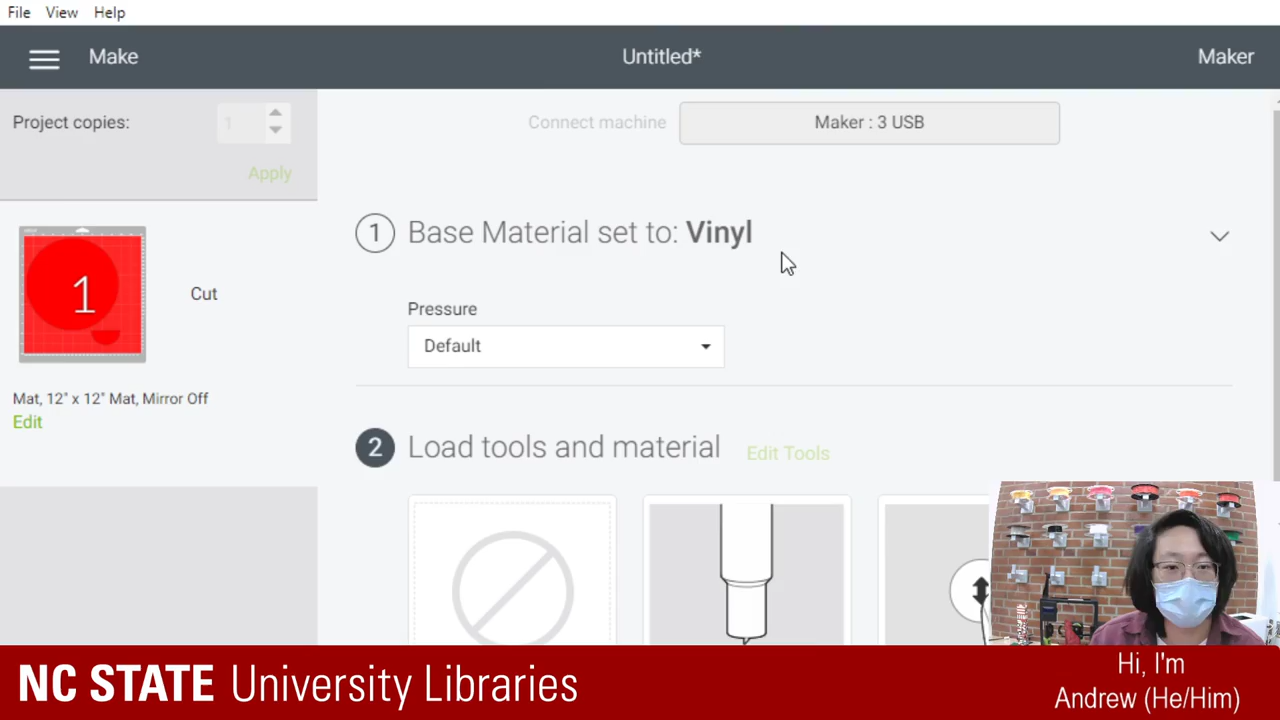 File View Help
Make
Untitled*
Maker
Project copies:
1
Apply
Connect machine
Maker : 3 USB
1 Base Material set to: Vinyl
Pressure
Default
1
Cut
Mat, 12" x 12" Mat, Mirror Off
Edit
2 Load tools and material
Edit Tools
NC STATE University Libraries
Hi, I'm
Andrew (He/Him)